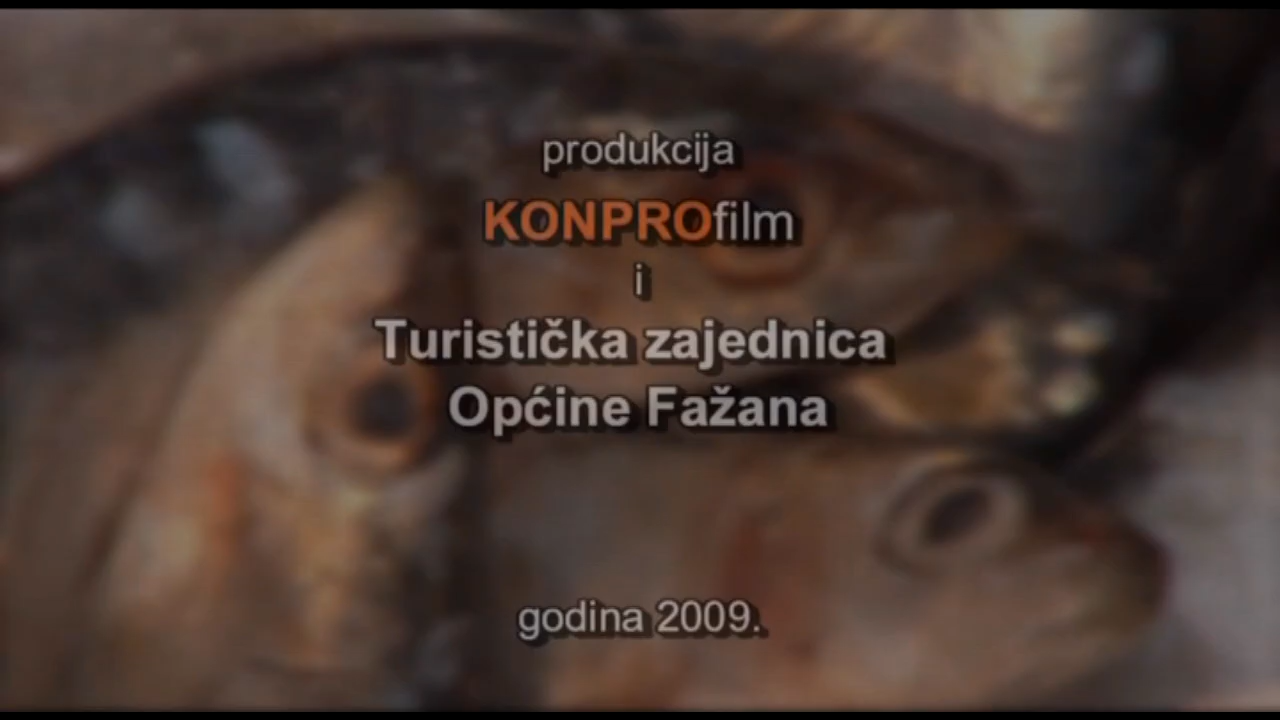 produkcija
KONPROfilm
i
Turistička zajednica
Općine Fažana
godina 2009.